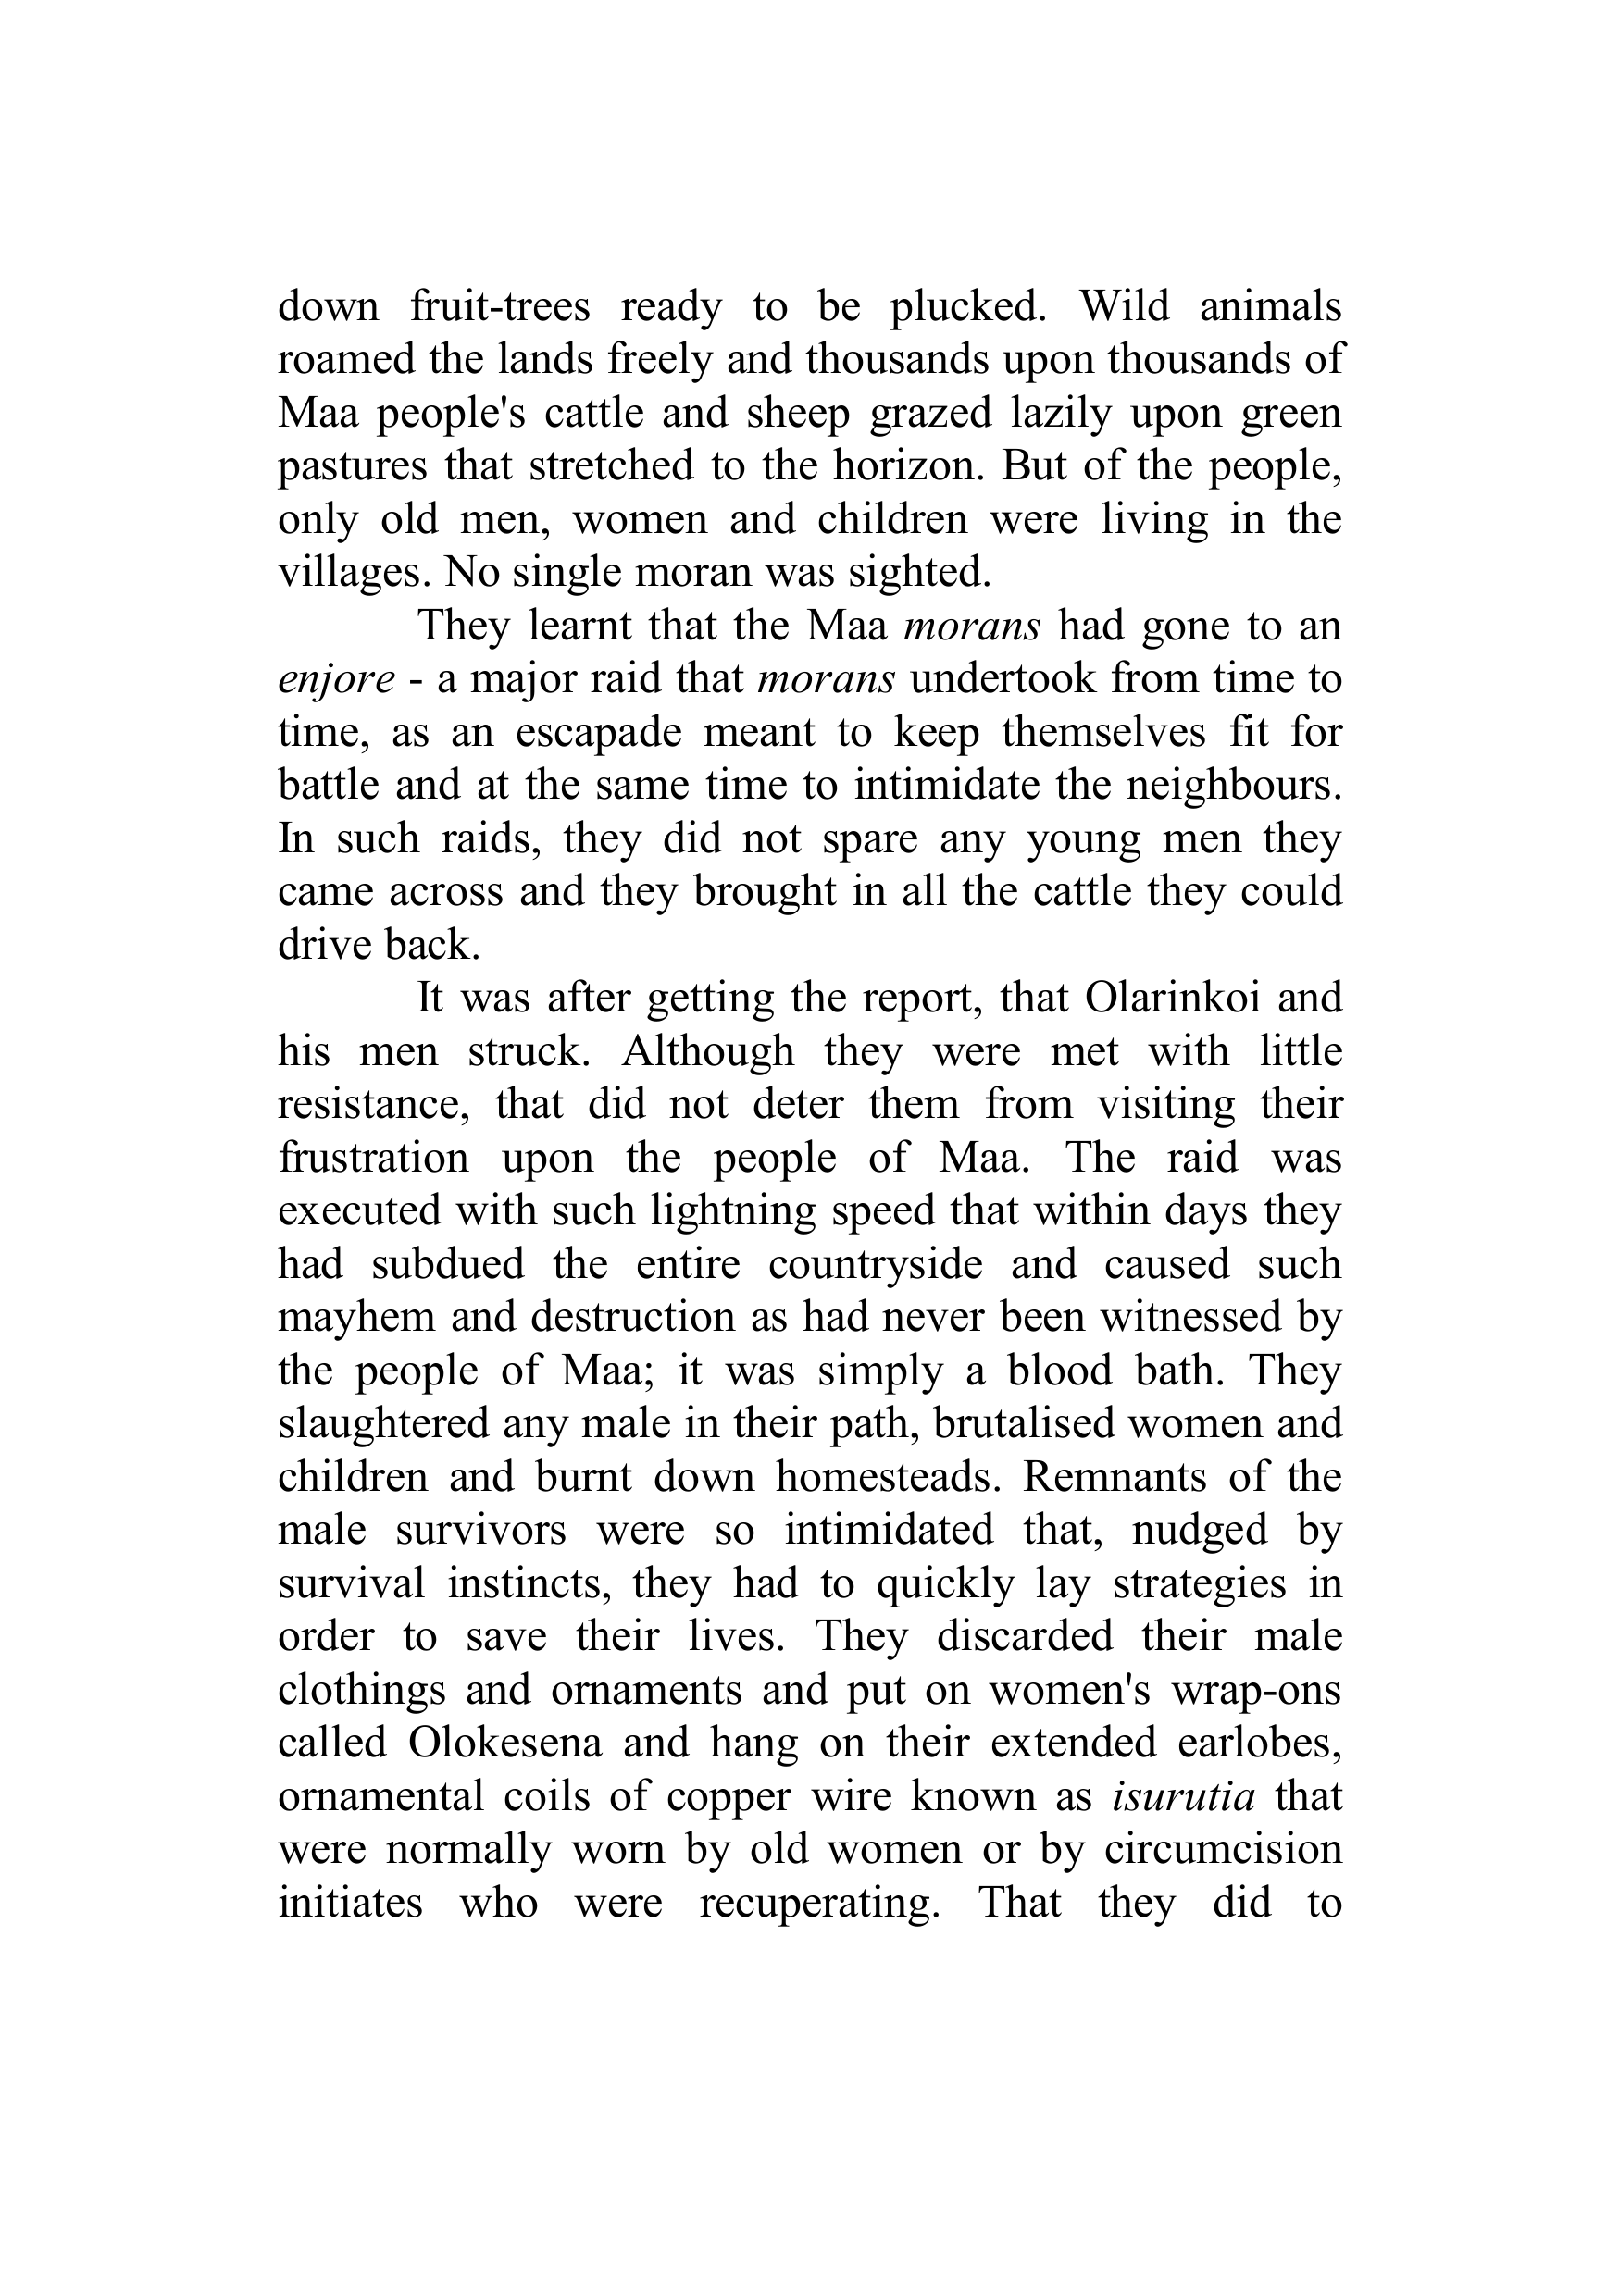 down fruit-trees ready to be plucked. Wild animals
roamed the lands freely and thousands upon thousands of
Maa people's cattle and sheep grazed lazily upon green
pastures that stretched to the horizon. But of the people,
only old men, women and children were living in the
villages. No single moran was sighted.
They learnt that the Maa morans had gone to an
enjore - a major raid that morans undertook from time to
time, as an escapade meant to keep themselves fit for
battle and at the same time to intimidate the neighbours.
In such raids, they did not spare any young men they
came across and they brought in all the cattle they could
drive back.
It was after getting the report, that Olarinkoi and
his men struck. Although they were met with little
resistance, that did not deter them from visiting their
frustration upon the people of Maa. The raid was
executed with such lightning speed that within days they
had subdued the entire countryside and caused such
mayhem and destruction as had never been witnessed by
the people of Maa; it was simply a blood bath. They
slaughtered any male in their path, brutalised women and
children and burnt down homesteads. Remnants of the
male survivors were so intimidated that, nudged by
survival instincts, they had to quickly lay strategies in
order to save their lives. They discarded their male
clothings and ornaments and put on women's wrap-ons
called Olokesena and hang on their extended earlobes,
ornamental coils of copper wire known as isurutia that
were normally worn by old women or by circumcision
initiates who were recuperating. That they did to